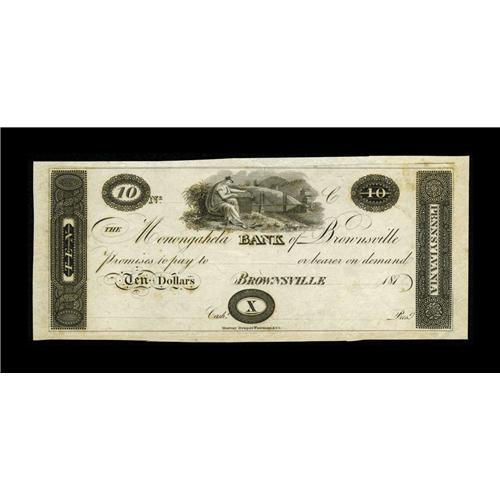 10 Nº C 10
THE Monongahela BANK of Brownsville
Promises to pay to or bearer on demand
Ten Dollars BROWNSVILLE 181
Cash. X Pres.
PENNSYLVANIA